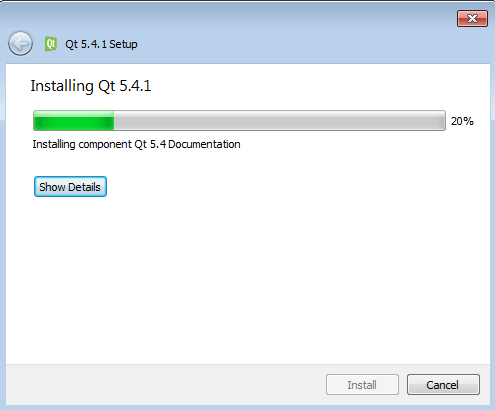 Qt 5.4.1 Setup
Installing Qt 5.4.1
20%
Installing component Qt 5.4 Documentation
Show Details
Install
Cancel